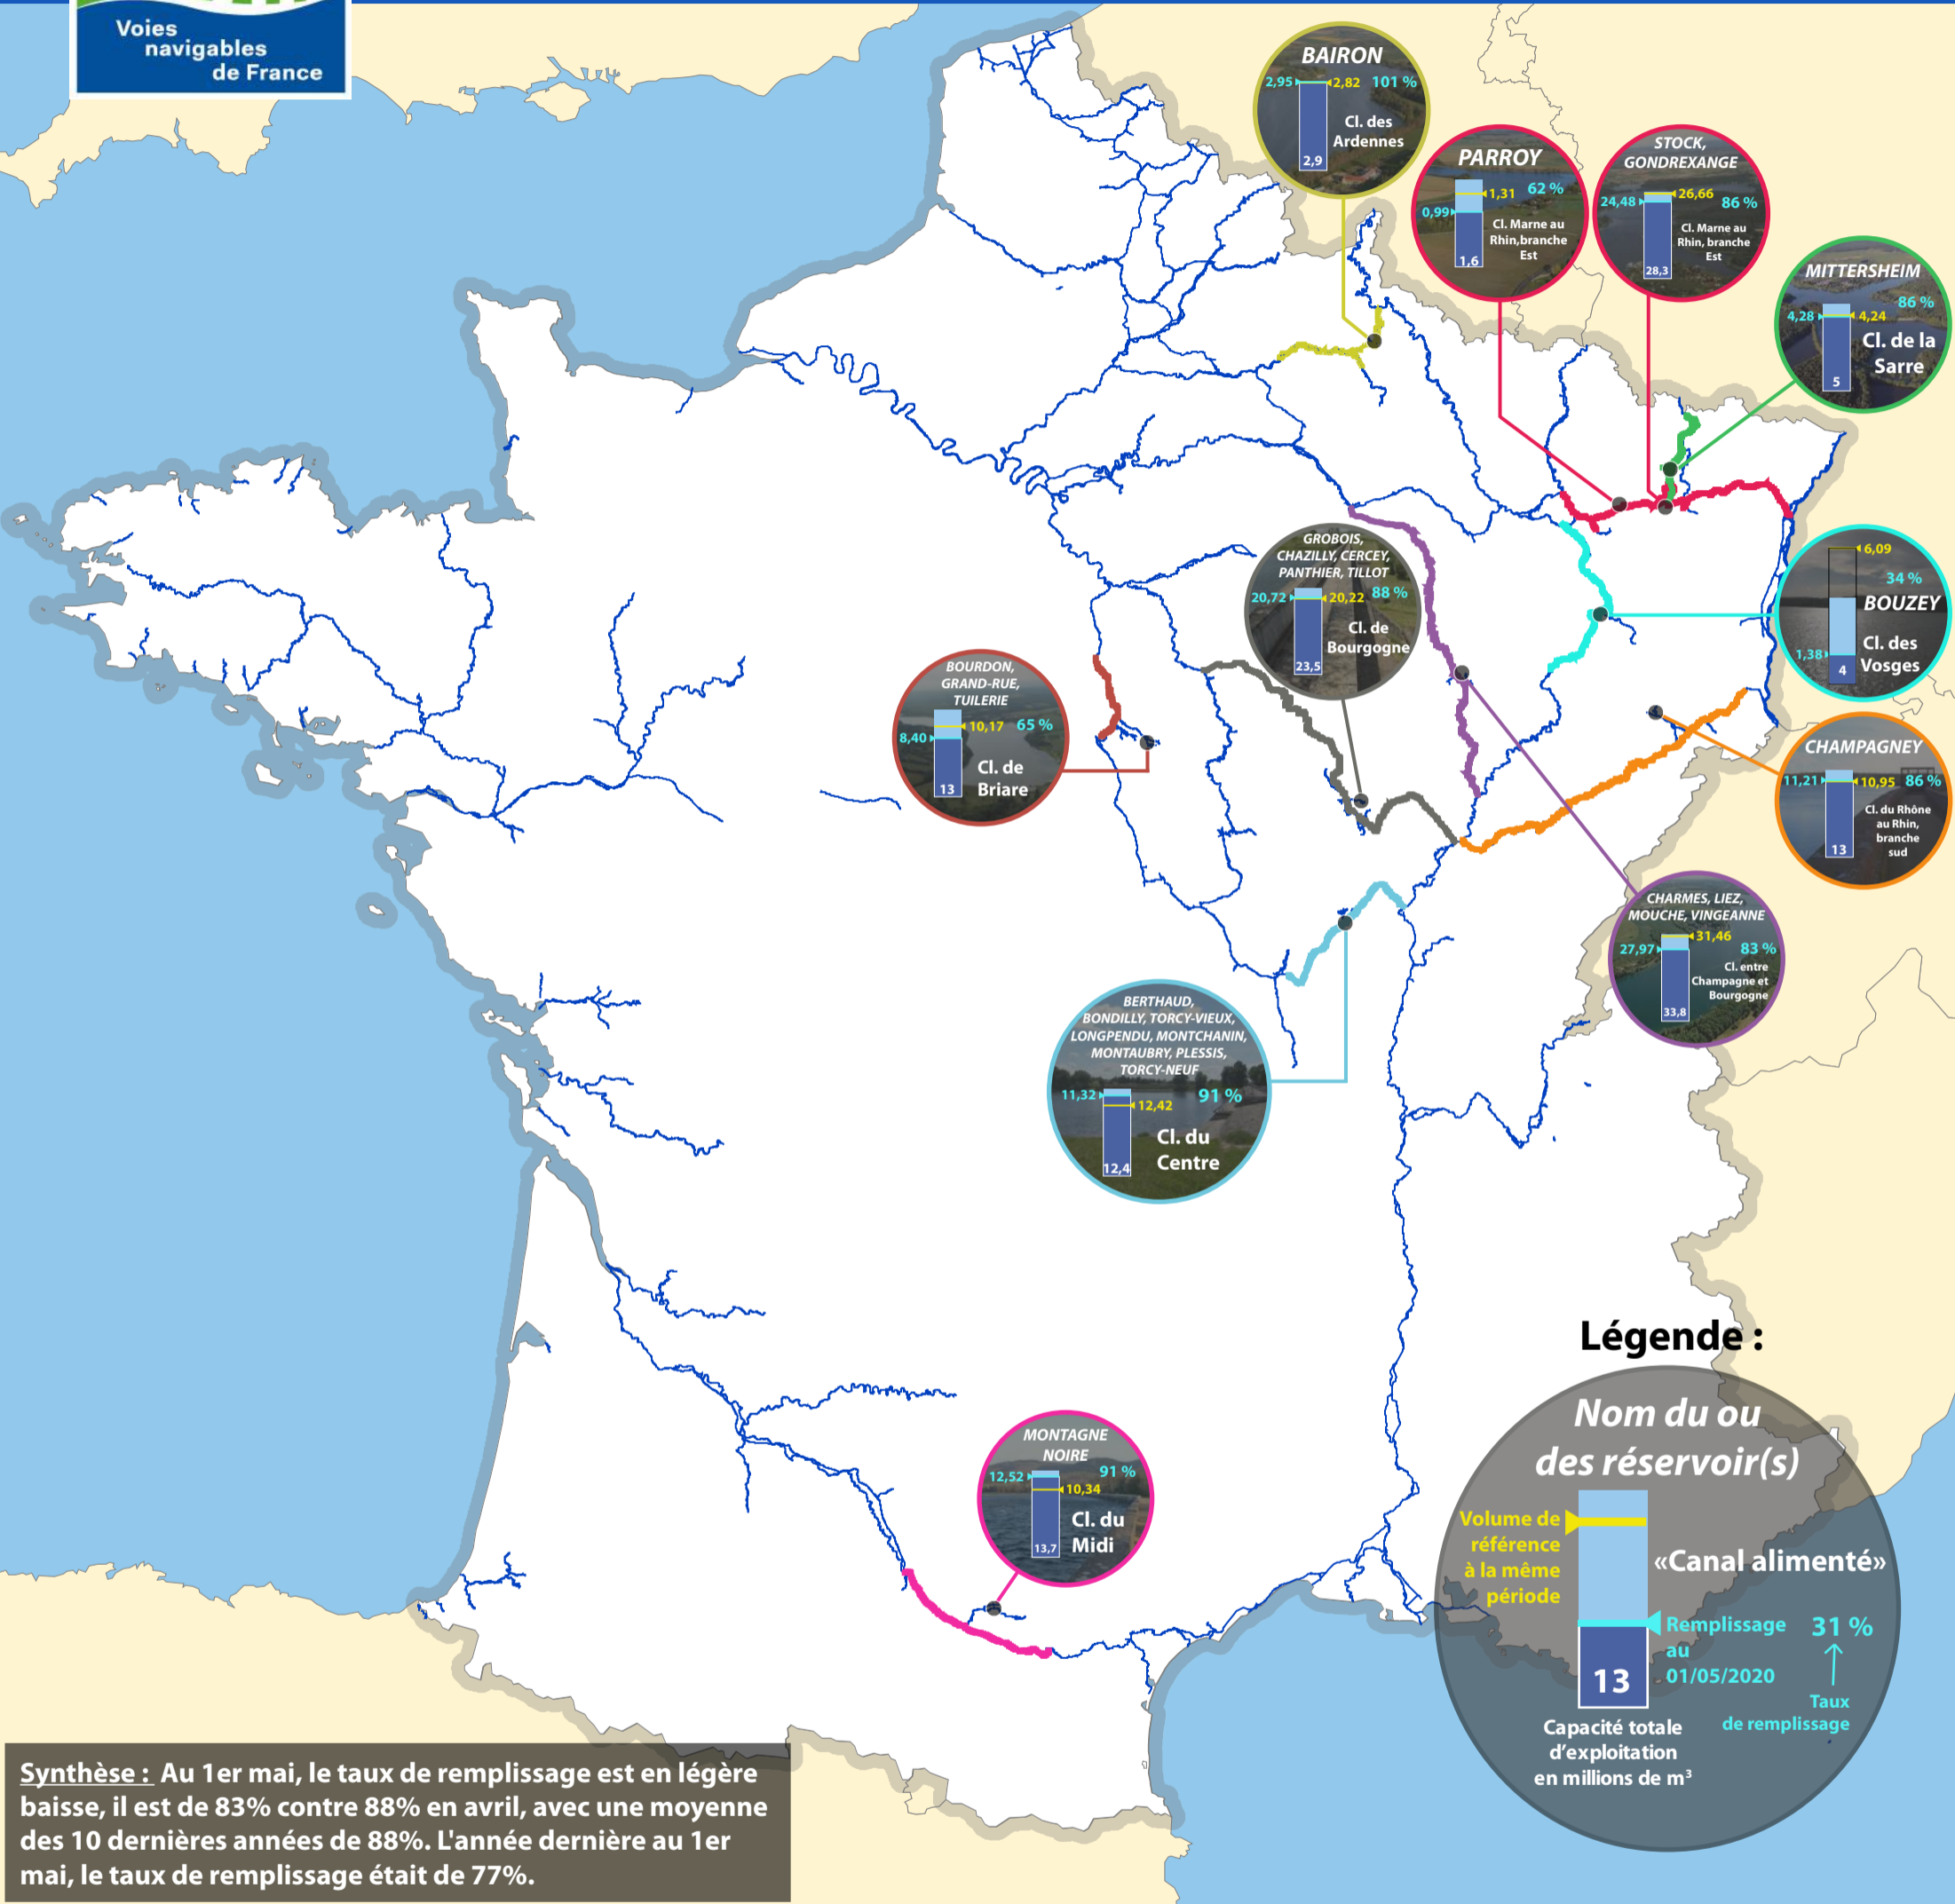 Voies
navigables
de France
BAIRON
2,95
2,82
101 %
Cl. des
Ardennes
2,9
PARROY
1,31
62 %
0,99
Cl. Marne au
Rhin,branche
Est
1,6
STOCK,
GONDREXANGE
26,66
24,48
86 %
Cl. Marne au
Rhin, branche
Est
28,3
MITTERSHEIM
86 %
4,28
4,24
Cl. de la
Sarre
5
GROBOIS,
CHAZILLY, CERCEY,
PANTHIER, TILLOT
20,72
20,22
88 %
Cl. de
Bourgogne
23,5
6,09
34 %
BOUZEY
Cl. des
Vosges
1,38
4
BOURDON,
GRAND-RUE,
TUILERIE
10,17
65 %
8,40
Cl. de
Briare
13
CHAMPAGNEY
11,21
10,95
86 %
Cl. du Rhône
au Rhin,
branche
sud
13
CHARMES, LIEZ,
MOUCHE, VINGEANNE
31,46
27,97
83 %
Cl. entre
Champagne et
Bourgogne
33,8
BERTHAUD,
BONDILLY, TORCY-VIEUX,
LONGPENDU, MONTCHANIN,
MONTAUBRY, PLESSIS,
TORCY-NEUF
11,32
91 %
12,42
Cl. du
Centre
12,4
MONTAGNE
NOIRE
12,52
91 %
10,34
Cl. du
Midi
13,7
Légende :
Nom du ou
des réservoir(s)
Volume de
référence
à la même
période
«Canal alimenté»
Remplissage
au
01/05/2020
31 %
Taux
de remplissage
13
Capacité totale
d'exploitation
en millions de m³
Synthèse : Au 1er mai, le taux de remplissage est en légère
baisse, il est de 83% contre 88% en avril, avec une moyenne
des 10 dernières années de 88%. L'année dernière au 1er
mai, le taux de remplissage était de 77%.